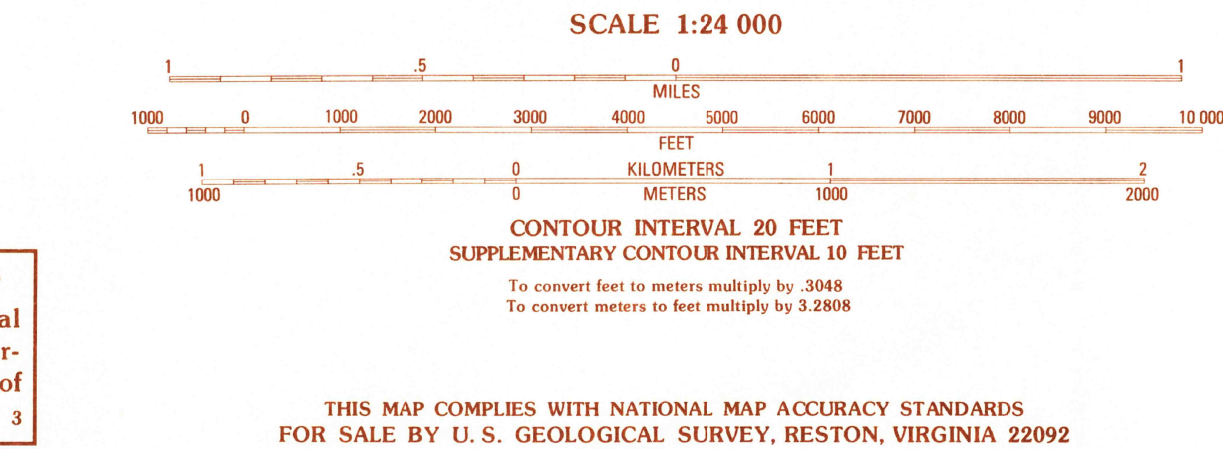 SCALE 1:24 000
1 .5 0 1
MILES
1000 0 1000 2000 3000 4000 5000 6000 7000 8000 9000 10 000
FEET
1 .5 0 KILOMETERS 1 2
1000 0 METERS 1000 2000
CONTOUR INTERVAL 20 FEET
SUPPLEMENTARY CONTOUR INTERVAL 10 FEET
To convert feet to meters multiply by .3048
To convert meters to feet multiply by 3.2808
al
r-
of
3
THIS MAP COMPLIES WITH NATIONAL MAP ACCURACY STANDARDS
FOR SALE BY U. S. GEOLOGICAL SURVEY, RESTON, VIRGINIA 22092